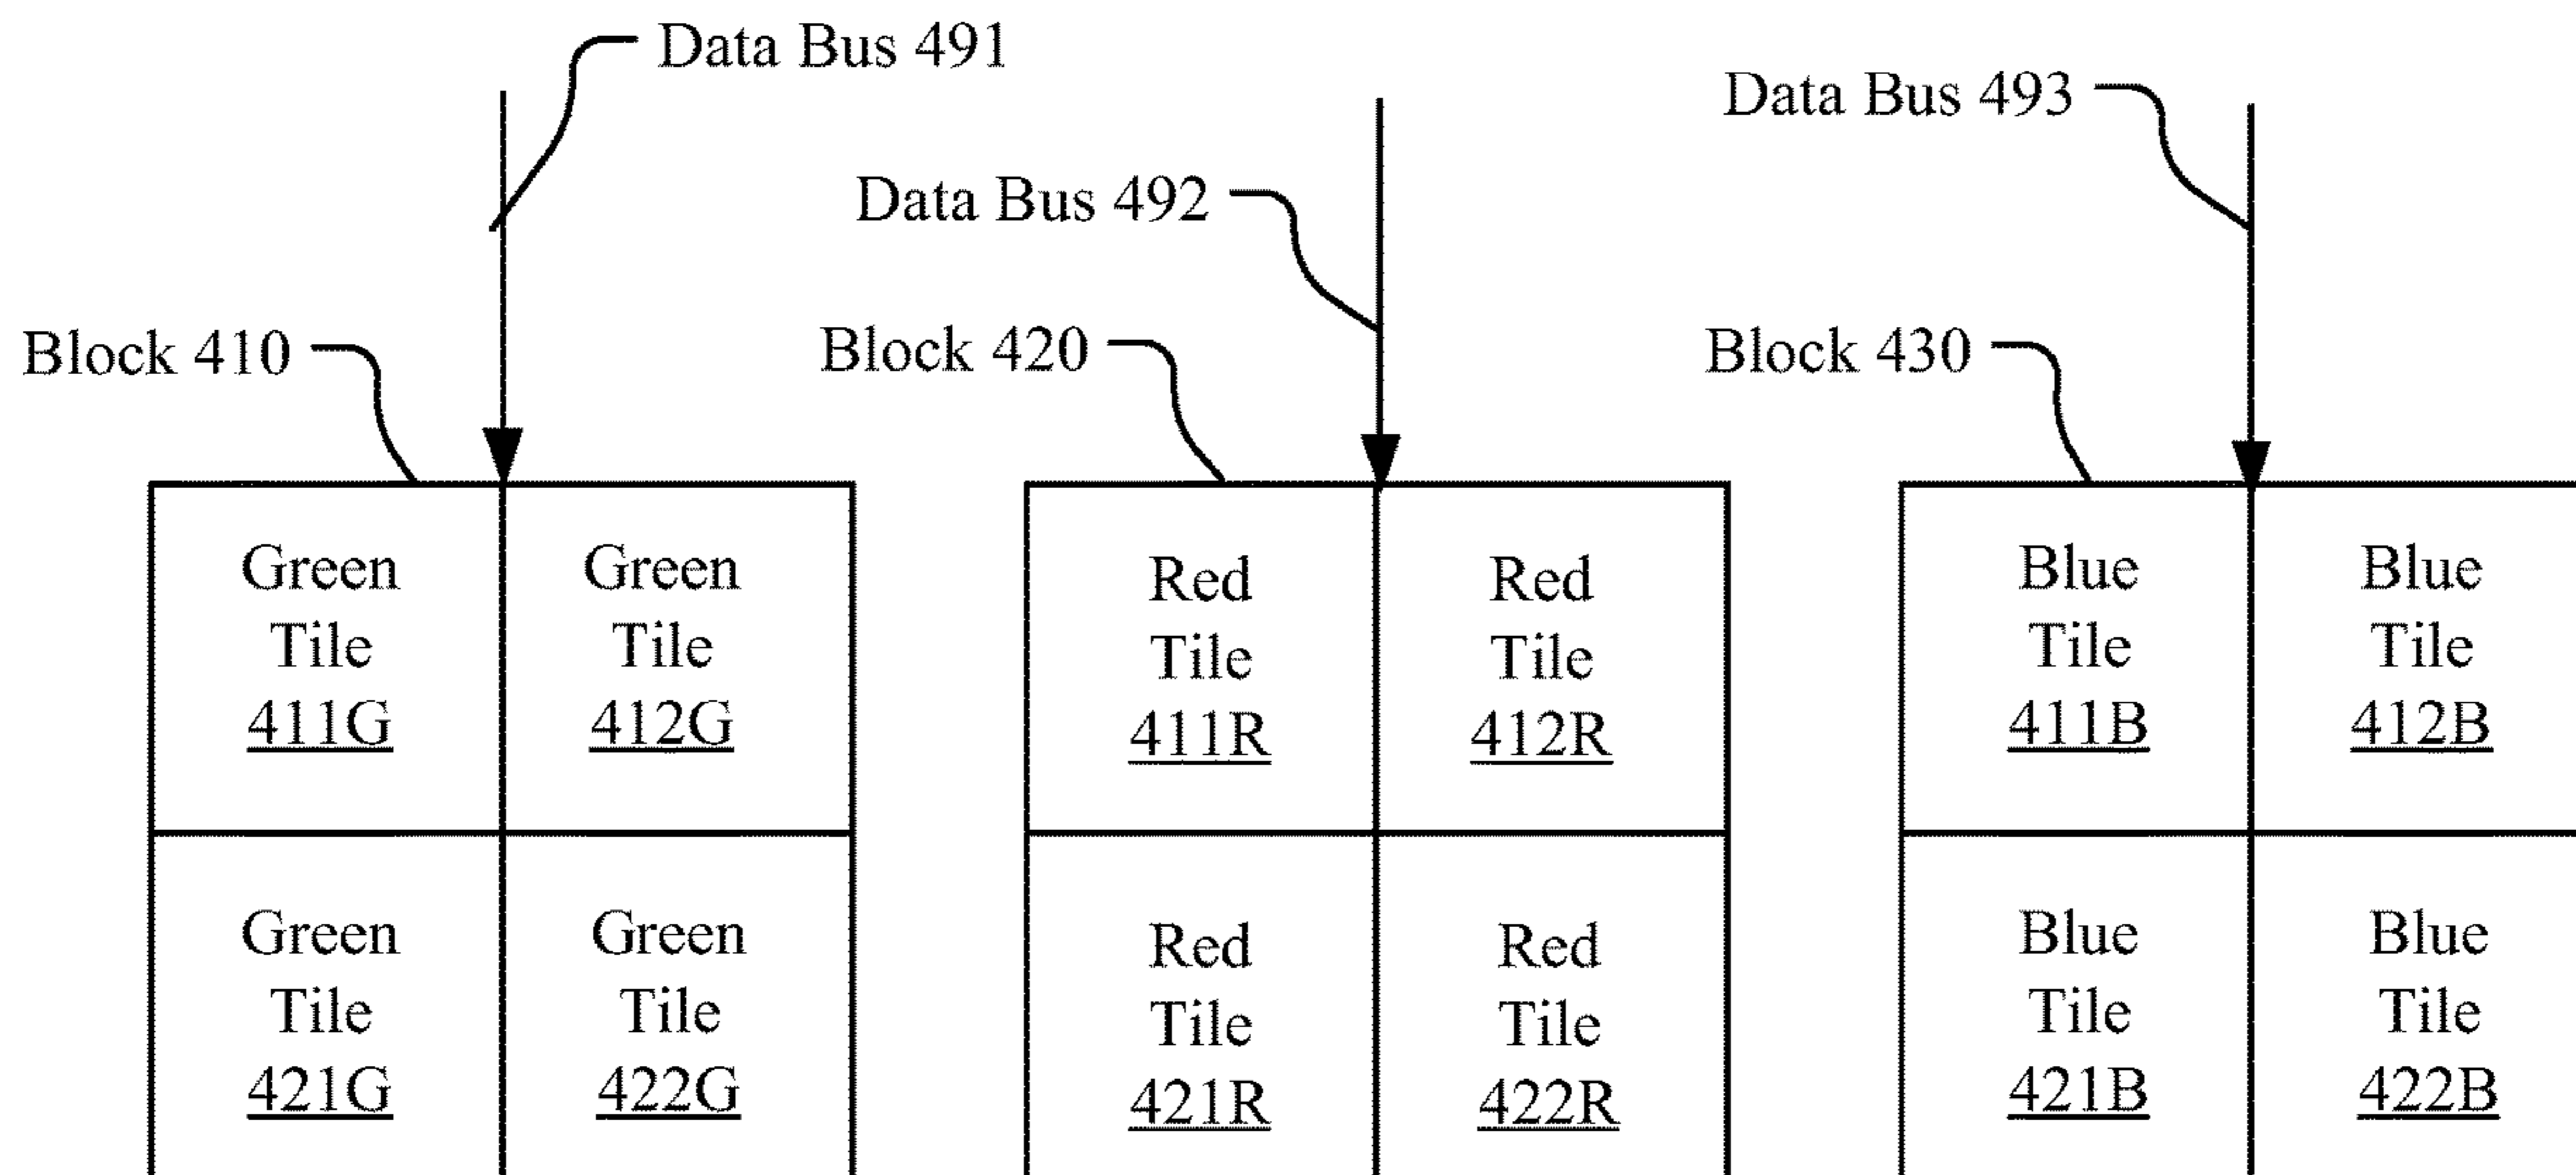 Data Bus 491
Data Bus 493
Data Bus 492
Block 410
Block 420
Block 430
Green
Tile
411G
Green
Tile
412G
Red
Tile
411R
Red
Tile
412R
Blue
Tile
411B
Blue
Tile
412B
Green
Tile
421G
Green
Tile
422G
Red
Tile
421R
Red
Tile
422R
Blue
Tile
421B
Blue
Tile
422B